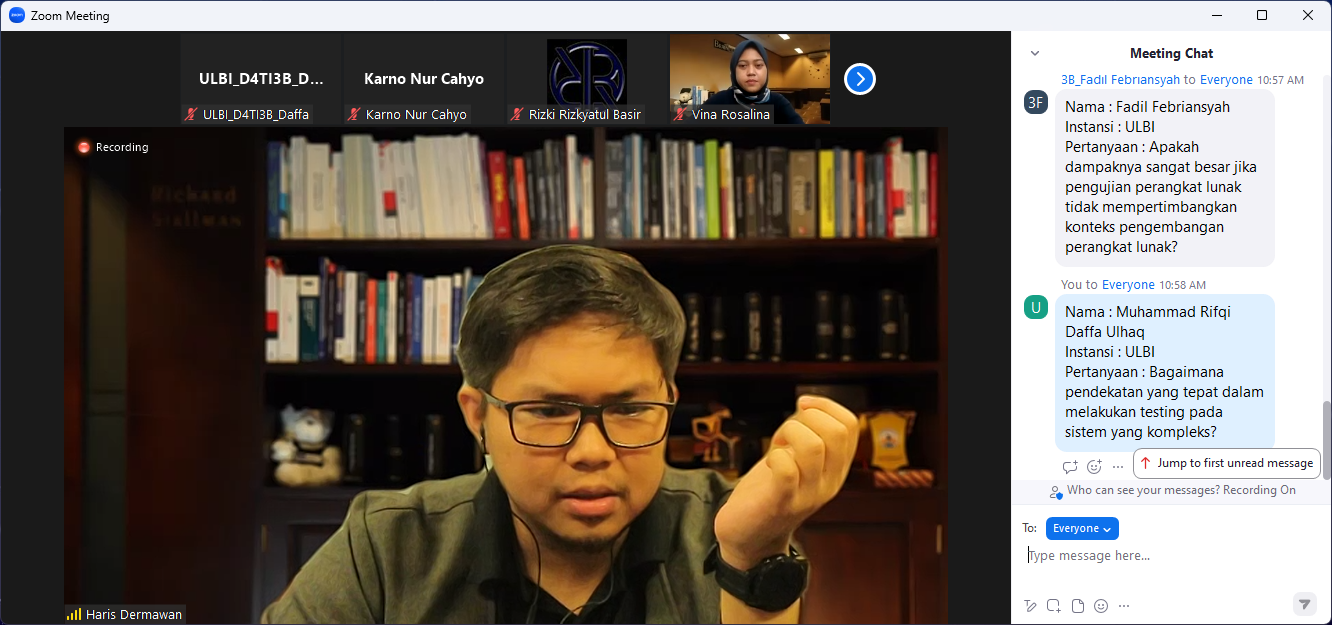 zoom Zoom Meeting
ULBI_D4TI3B_D...
ULBI_D4TI3B_Daffa
Karno Nur Cahyo
Karno Nur Cahyo
Rizki Rizkyatul Basir
Vina Rosalina
Recording
Richard
Stallman
Haris Dermawan
Meeting Chat
3B_Fadil Febriansyah to Everyone 10:57 AM
3F
Nama : Fadil Febriansyah
Instansi : ULBI
Pertanyaan : Apakah
dampaknya sangat besar jika
pengujian perangkat lunak
tidak mempertimbangkan
konteks pengembangan
perangkat lunak?
You to Everyone 10:58 AM
U
Nama : Muhammad Rifqi
Daffa Ulhaq
Instansi : ULBI
Pertanyaan : Bagaimana
pendekatan yang tepat dalam
melakukan testing pada
sistem yang kompleks?
Jump to first unread message
Who can see your messages? Recording On
To: Everyone
Type message here...